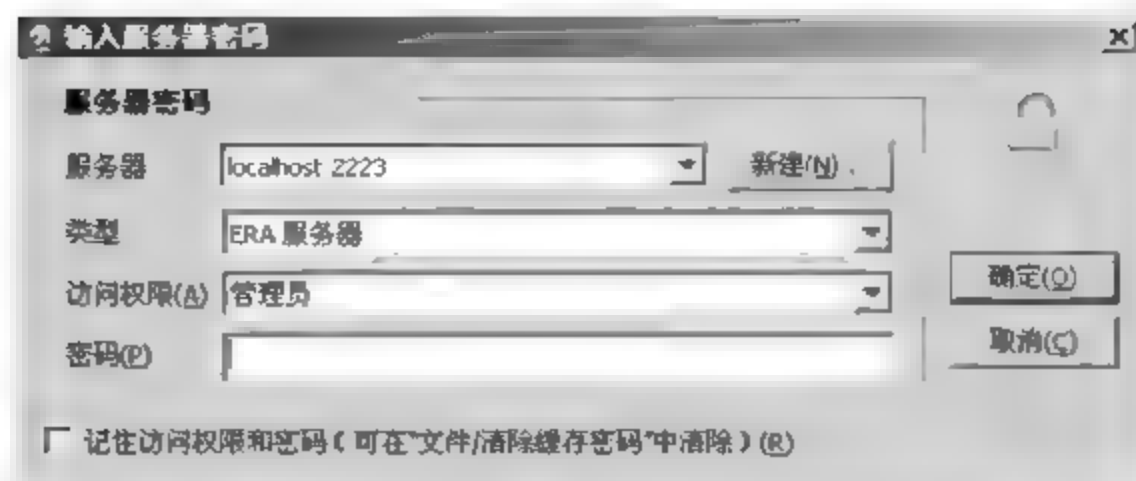 输入服务器密码
服务器密码
服务器 localhost 2223 新建(N)...
类型 ERA 服务器
访问权限(A) 管理员
确定(O)
密码(P)
取消(C)
记住访问权限和密码(可在"文件/清除缓存密码"中清除)(R)